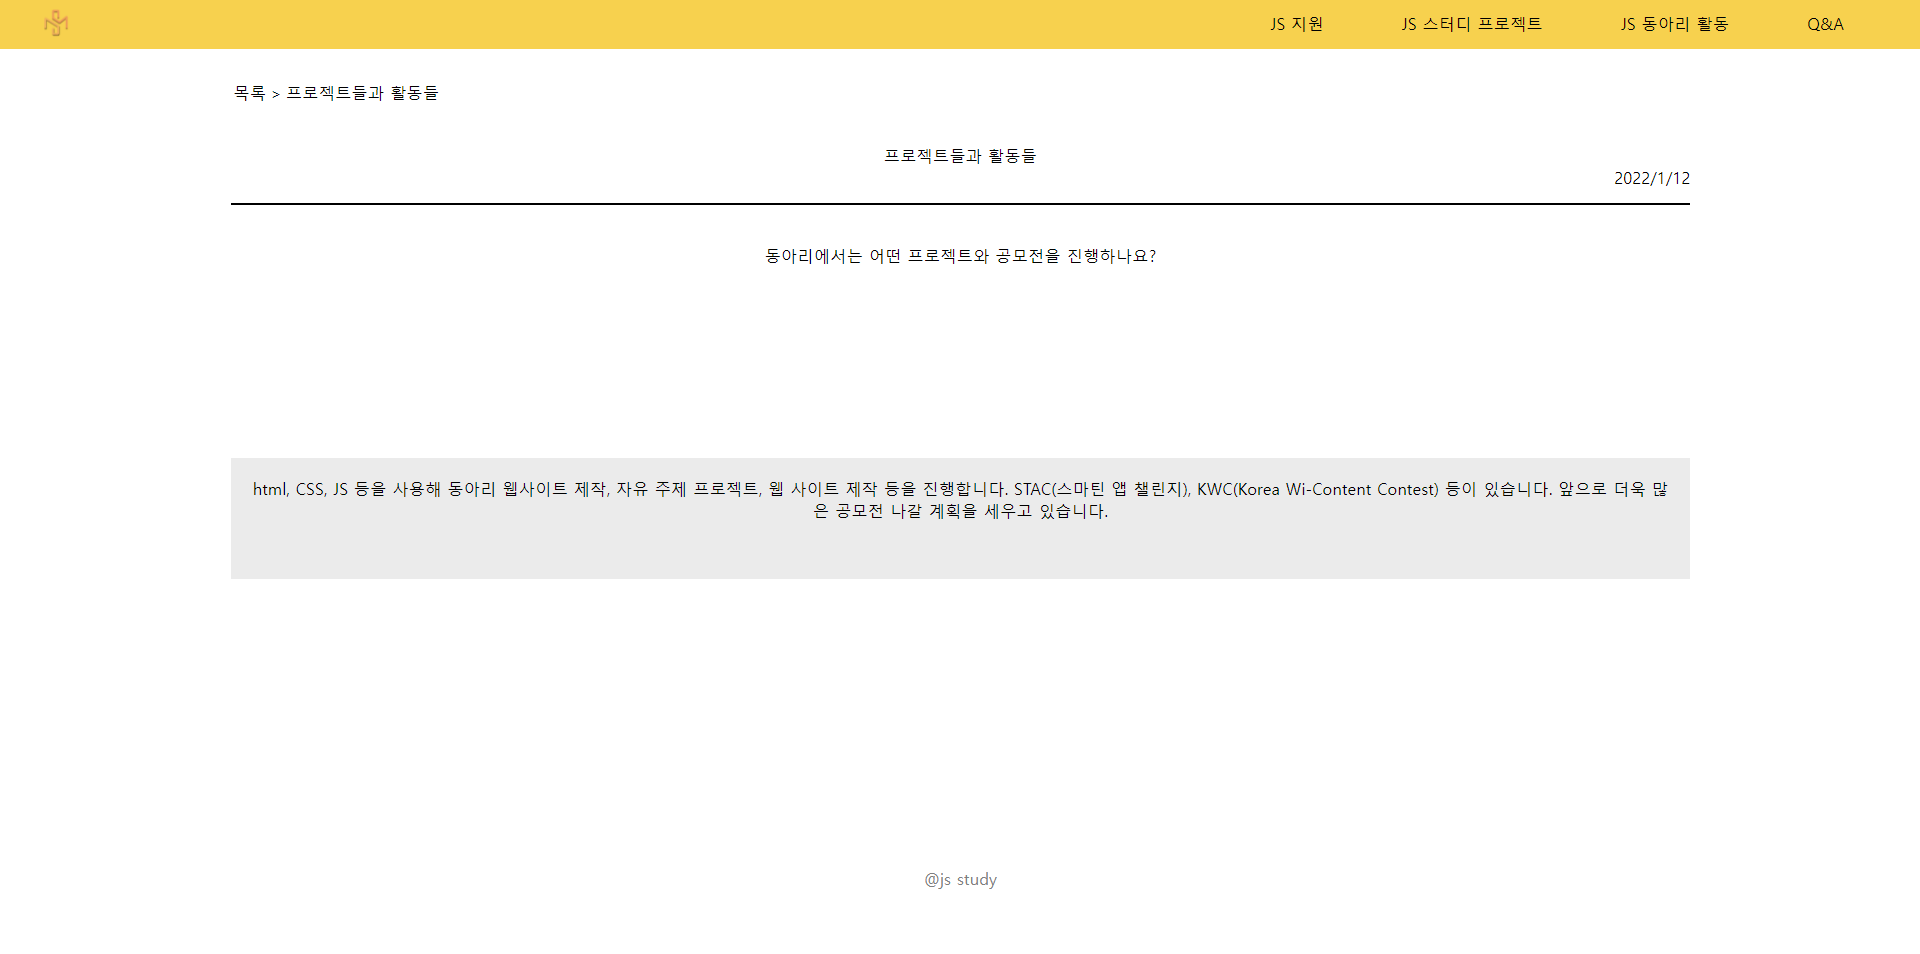 JS 지원 JS 스터디 프로젝트 JS 동아리 활동 Q&A
목록 > 프로젝트들과 활동들
프로젝트들과 활동들
2022/1/12
동아리에서는 어떤 프로젝트와 공모전을 진행하나요?
html, CSS, JS 등을 사용해 동아리 웹사이트 제작, 자유 주제 프로젝트, 웹 사이트 제작 등을 진행합니다. STAC(스마틴 앱 챌린지), KWC(Korea Wi-Content Contest) 등이 있습니다. 앞으로 더욱 많
은 공모전 나갈 계획을 세우고 있습니다.
@js study